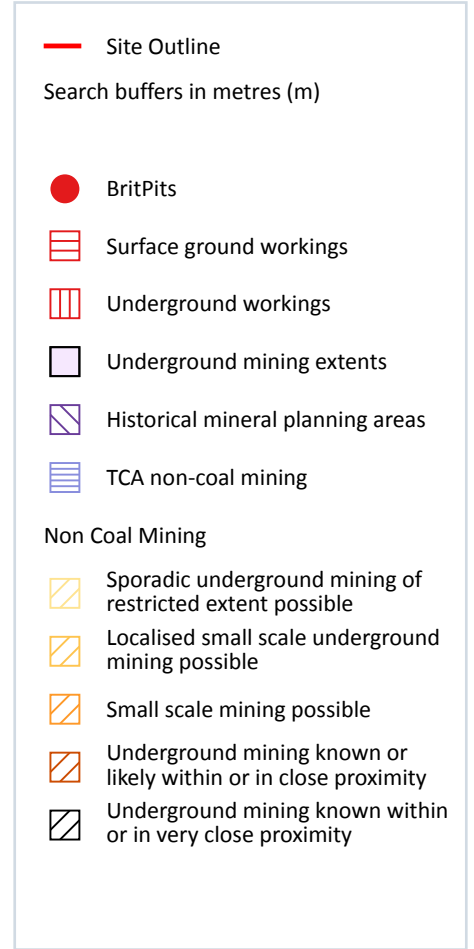 Site Outline
Search buffers in metres (m)
BritPits
Surface ground workings
Underground workings
Underground mining extents
Historical mineral planning areas
TCA non-coal mining
Non Coal Mining
Sporadic underground mining of
restricted extent possible
Localised small scale underground
mining possible
Small scale mining possible
Underground mining known or
likely within or in close proximity
Underground mining known within
or in very close proximity